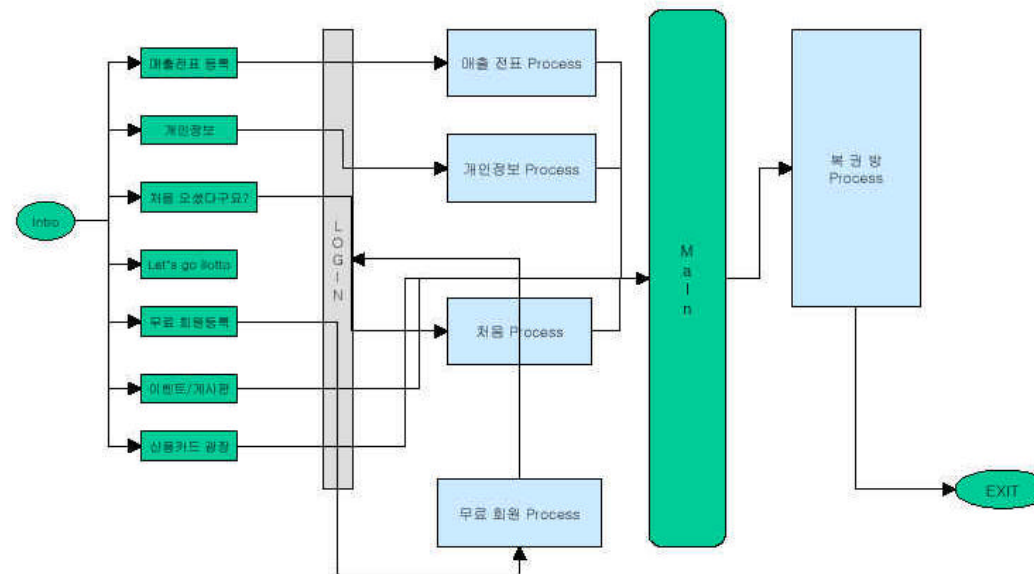 Intro
매출전표 등록
개인정보
처음 오셨다구요?
Let's go
무료 회원등록
이벤트/게시판
신용카드 광장
LOGIN
매출 전표 Process
개인정보 Process
처음 Process
무료 회원 Process
Main
복 권 방
Process
EXIT